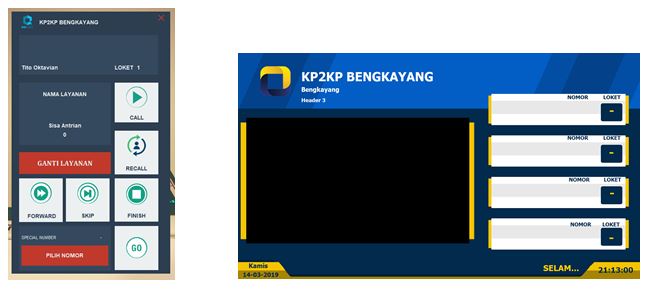 KP2KP BENGKAYANG
Tito Oktavian
LOKET 1
NAMA LAYANAN
Sisa Antrian
0
CALL
GANTI LAYANAN
RECALL
FORWARD
SKIP
FINISH
SPECIAL NUMBER
-
PILIH NOMOR
GO
KP2KP BENGKAYANG
Bengkayang
Header 3
NOMOR LOKET
-
NOMOR LOKET
-
NOMOR LOKET
-
NOMOR LOKET
-
Kamis
14-03-2019
SELAM...
21:13:00